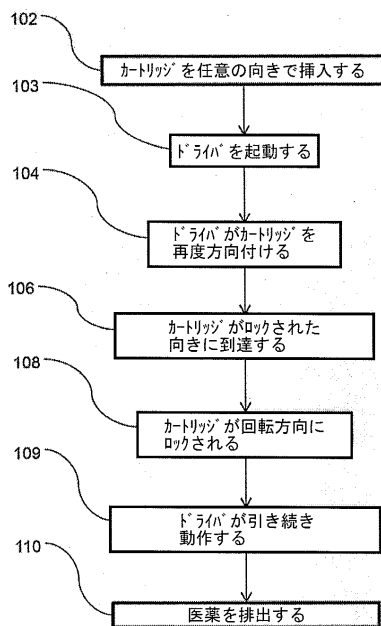 102
カートリッジを任意の向きで挿入する
103
ドライバを起動する
104
ドライバがカートリッジを
再度方向付ける
106
カートリッジがロックされた
向きに到達する
108
カートリッジが回転方向に
ロックされる
109
ドライバが引き続き
動作する
110
医薬を排出する